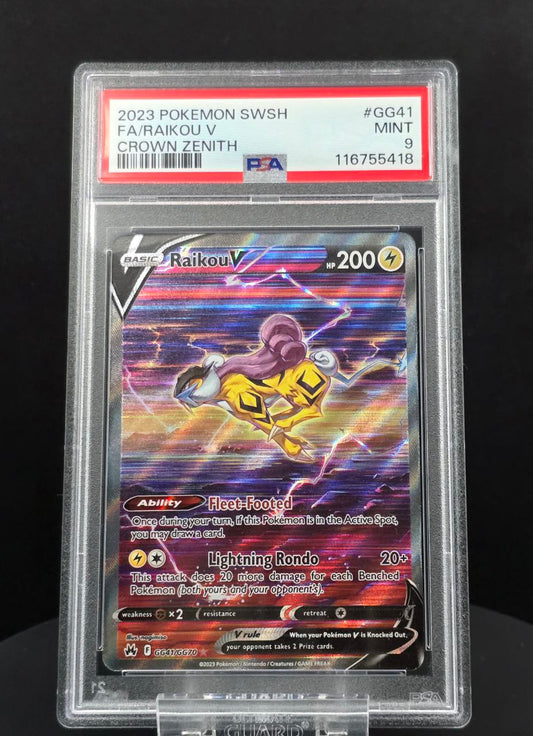 2023 POKEMON SWSH #GG41
FA/RAIKOU V MINT
CROWN ZENITH 9
PSA 116755418
BASIC Raikou V HP 200
Ability Fleet-Footed
Once during your turn, if this Pokémon is in the Active Spot,
you may draw a card.
Lightning Rondo 20+
This attack does 20 more damage for each Benched
Pokémon (both yours and your opponent's).
weakness ×2 resistance retreat
Illus. nagimiso
V rule When your Pokémon V is Knocked Out,
your opponent takes 2 Prize cards.
F GG41/GG70
©2023 Pokémon / Nintendo / Creatures / GAME FREAK
PSA
GUARD